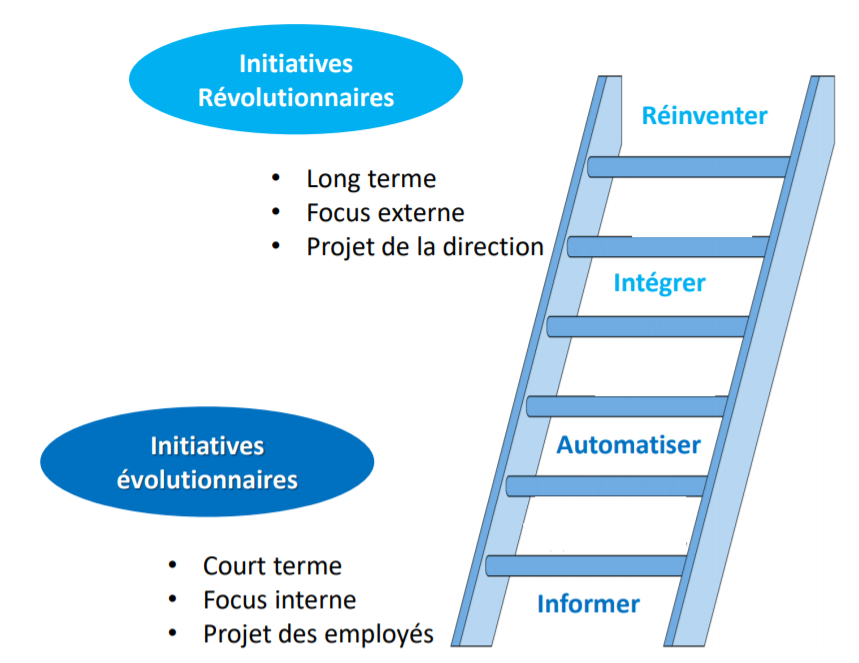 Initiatives
Révolutionnaires
• Long terme
• Focus externe
• Projet de la direction
Réinventer
Intégrer
Initiatives
évolutionnaires
• Court terme
• Focus interne
• Projet des employés
Automatiser
Informer